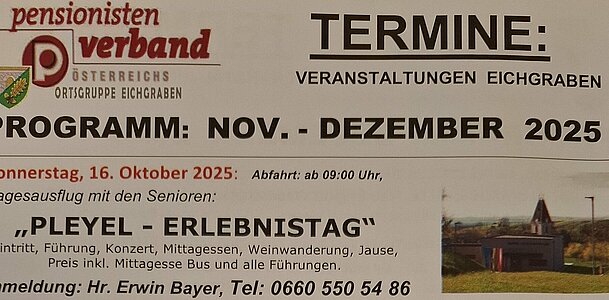 pensionisten
verband
ÖSTERREICHS
ORTSGRUPPE EICHGRABEN
TERMINE:
VERANSTALTUNGEN EICHGRABEN
PROGRAMM: NOV. - DEZEMBER 2025
onnerstag, 16. Oktober 2025: Abfahrt: ab 09:00 Uhr,
agesausflug mit den Senioren:
„PLEYEL - ERLEBNISTAG“
intritt, Führung, Konzert, Mittagessen, Weinwanderung, Jause,
Preis inkl. Mittagesse Bus und alle Führungen.
nmeldung: Hr. Erwin Bayer, Tel: 0660 550 54 86